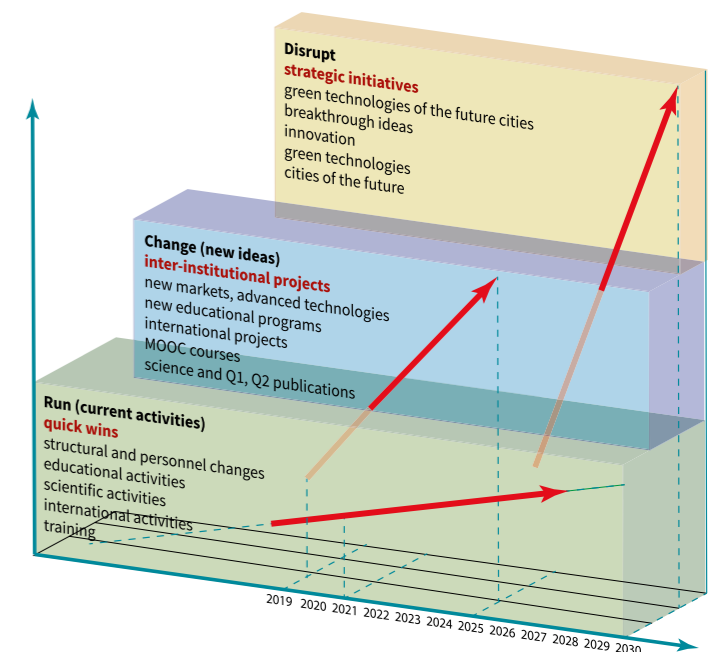 Disrupt
strategic initiatives
green technologies of the future cities
breakthrough ideas
innovation
green technologies
cities of the future
Change (new ideas)
inter-institutional projects
new markets, advanced technologies
new educational programs
international projects
MOOC courses
science and Q1, Q2 publications
Run (current activities)
quick wins
structural and personnel changes
educational activities
scientific activities
international activities
training
2019 2020 2021 2022 2023 2024 2025 2026 2027 2028 2029 2030